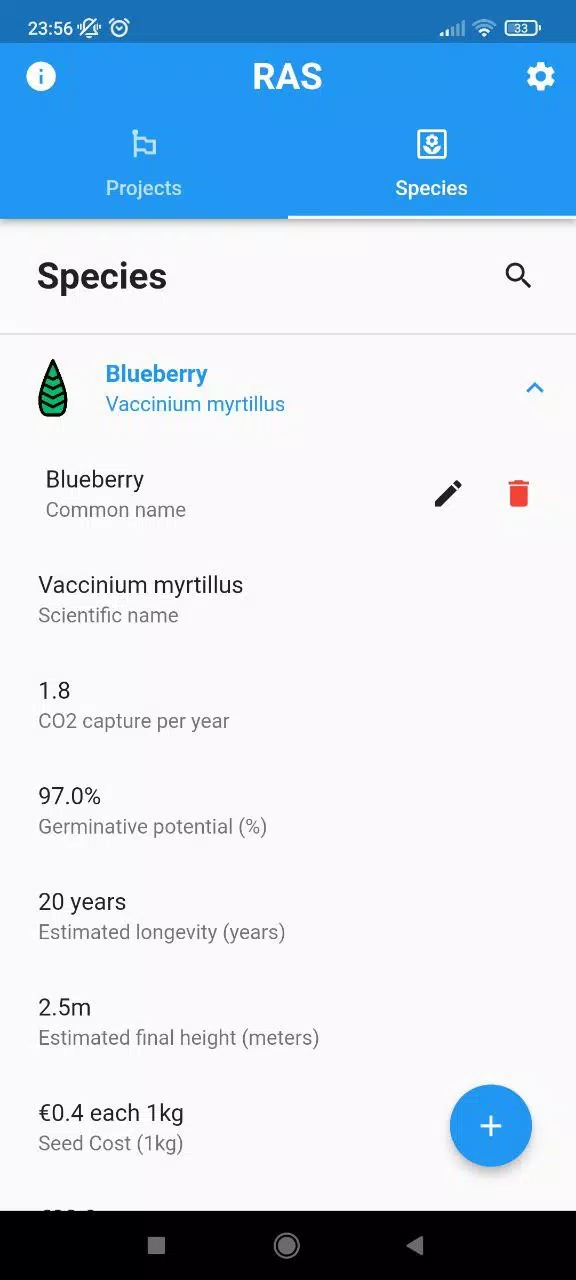 23:56
33
RAS
Projects
Species
Species
Blueberry
Vaccinium myrtillus
Blueberry
Common name
Vaccinium myrtillus
Scientific name
1.8
CO2 capture per year
97.0%
Germinative potential (%)
20 years
Estimated longevity (years)
2.5m
Estimated final height (meters)
€0.4 each 1kg
Seed Cost (1kg)